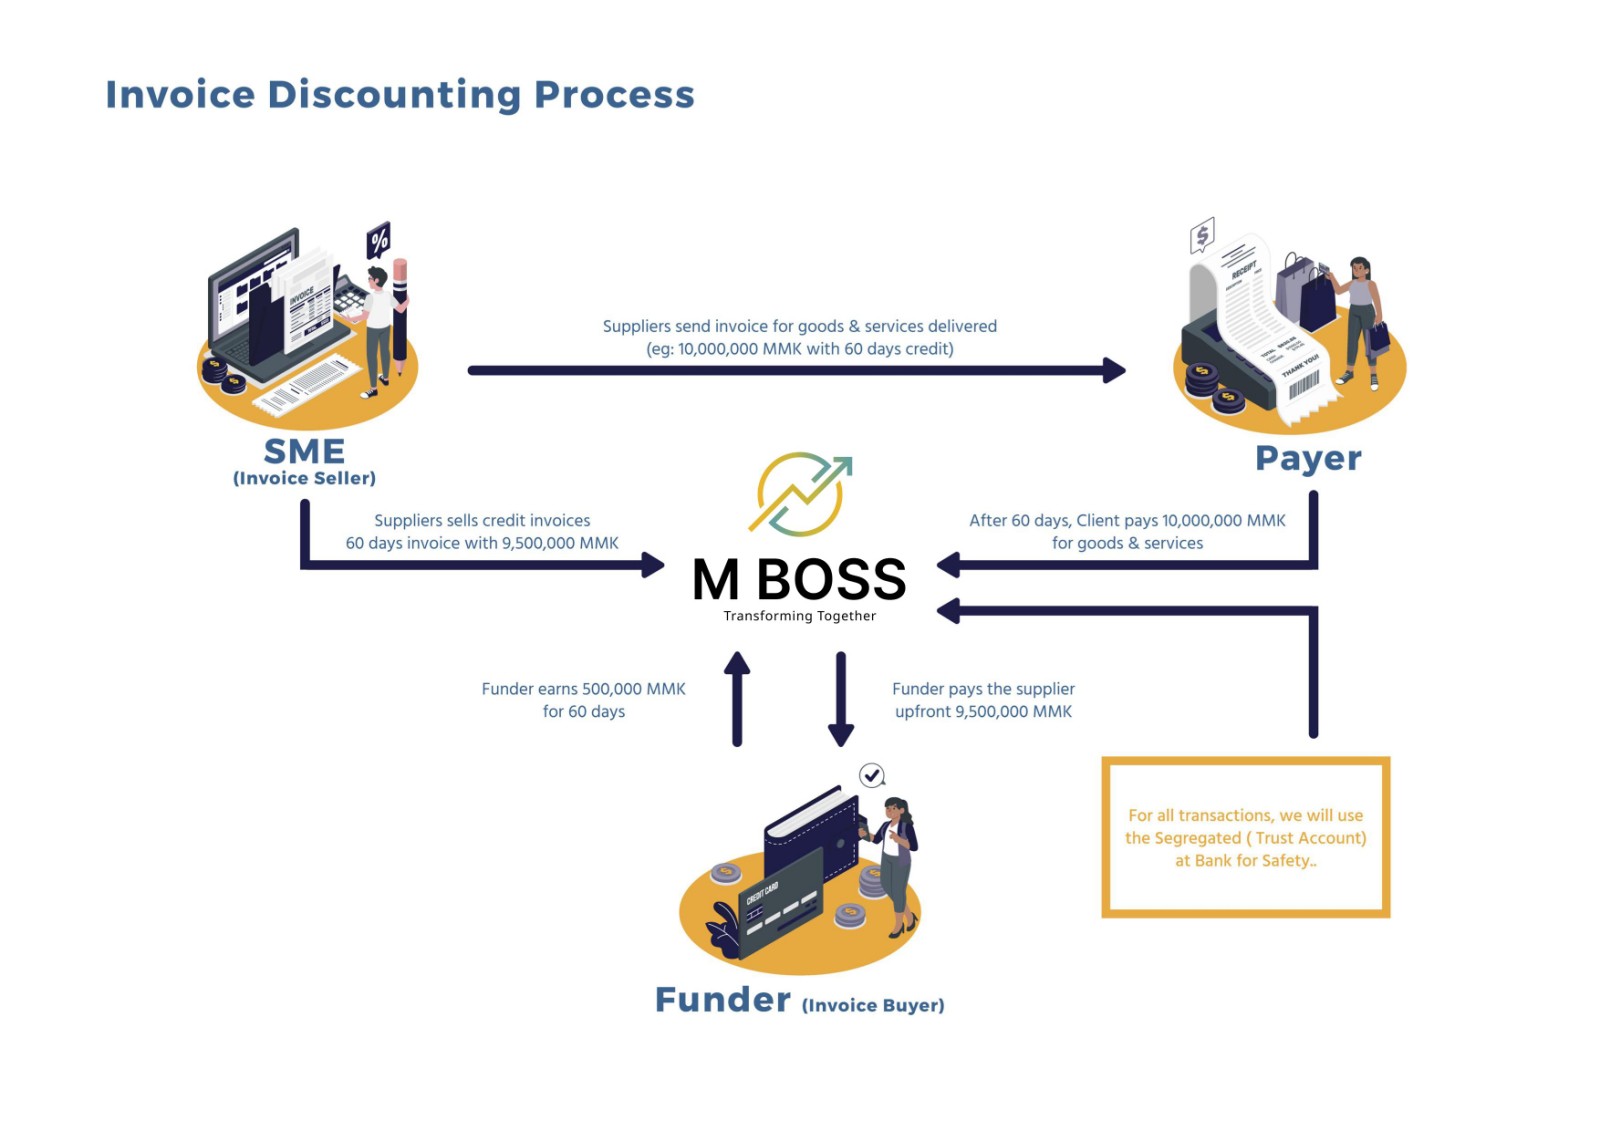 Invoice Discounting Process
%
INVOICE
$
RECEIPT
THANK YOU!
Suppliers send invoice for goods & services delivered
(eg: 10,000,000 MMK with 60 days credit)
SME
(Invoice Seller)
Payer
Suppliers sells credit invoices
60 days invoice with 9,500,000 MMK
After 60 days, Client pays 10,000,000 MMK
for goods & services
M BOSS
Transforming Together
Funder earns 500,000 MMK
for 60 days
Funder pays the supplier
upfront 9,500,000 MMK
For all transactions, we will use
the Segregated ( Trust Account)
at Bank for Safety..
CREDIT CARD
Funder (Invoice Buyer)